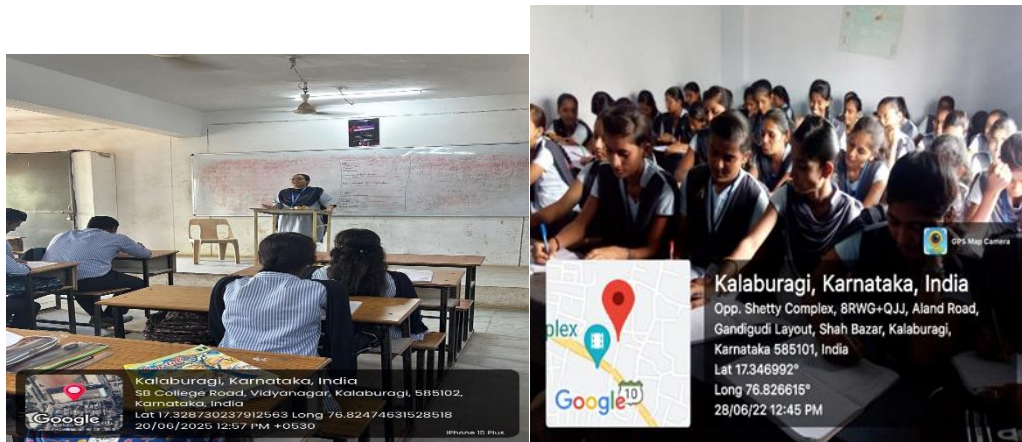 Kalaburagi, Karnataka, India
SB College Road, Vidyanagar, Kalaburagi, 585102,
Karnataka, India
Lat 17.328730237912563 Long 76.82474631528518
20/06/2025 12:57 PM +0530
Google
iPhone 15 Plus
GPS Map Camera
Kalaburagi, Karnataka, India
Opp. Shetty Complex, 8RWG+QJJ, Aland Road,
Gandigudi Layout, Shah Bazar, Kalaburagi,
Karnataka 585101, India
Lat 17.346992°
Long 76.826615°
28/06/22 12:45 PM
plex
10
Google